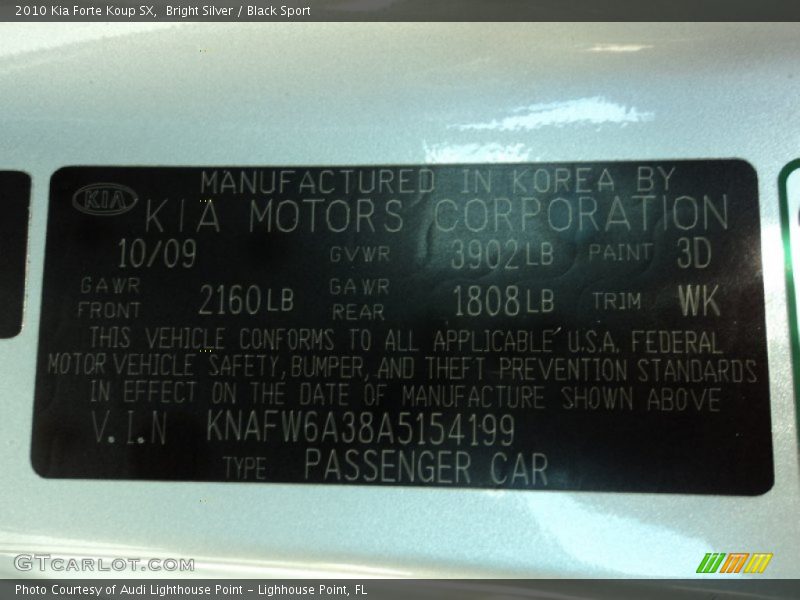 2010 Kia Forte Koup SX,  Bright Silver / Black Sport
MANUFACTURED IN KOREA BY
KIA KIA MOTORS CORPORATION
10/09 GVWR 3902LB PAINT 3D
GAWR FRONT 2160LB GAWR REAR 1808LB TRIM WK
THIS VEHICLE CONFORMS TO ALL APPLICABLE U.S.A. FEDERAL
MOTOR VEHICLE SAFETY, BUMPER, AND THEFT PREVENTION STANDARDS
IN EFFECT ON THE DATE OF MANUFACTURE SHOWN ABOVE
V.I.N KNAFW6A38A5154199
TYPE PASSENGER CAR
GTCARLOT.COM
Photo Courtesy of Audi Lighthouse Point - Lighhouse Point, FL